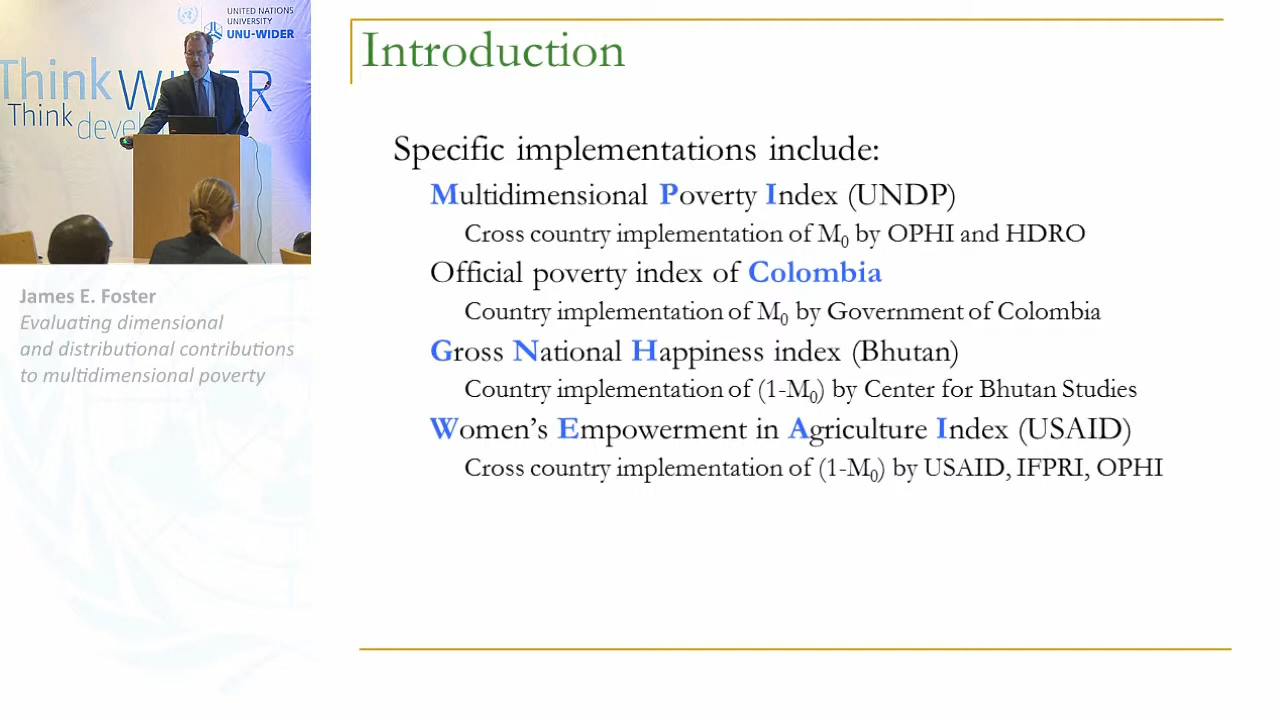 UNITED NATIONS
UNIVERSITY
UNU-WIDER
Think WIDER
Think
Introduction
Specific implementations include:
Multidimensional Poverty Index (UNDP)
Cross country implementation of M0 by OPHI and HDRO
Official poverty index of Colombia
Country implementation of M0 by Government of Colombia
Gross National Happiness index (Bhutan)
Country implementation of (1-M0) by Center for Bhutan Studies
Women's Empowerment in Agriculture Index (USAID)
Cross country implementation of (1-M0) by USAID, IFPRI, OPHI
James E. Foster
Evaluating dimensional
and distributional contributions
to multidimensional poverty